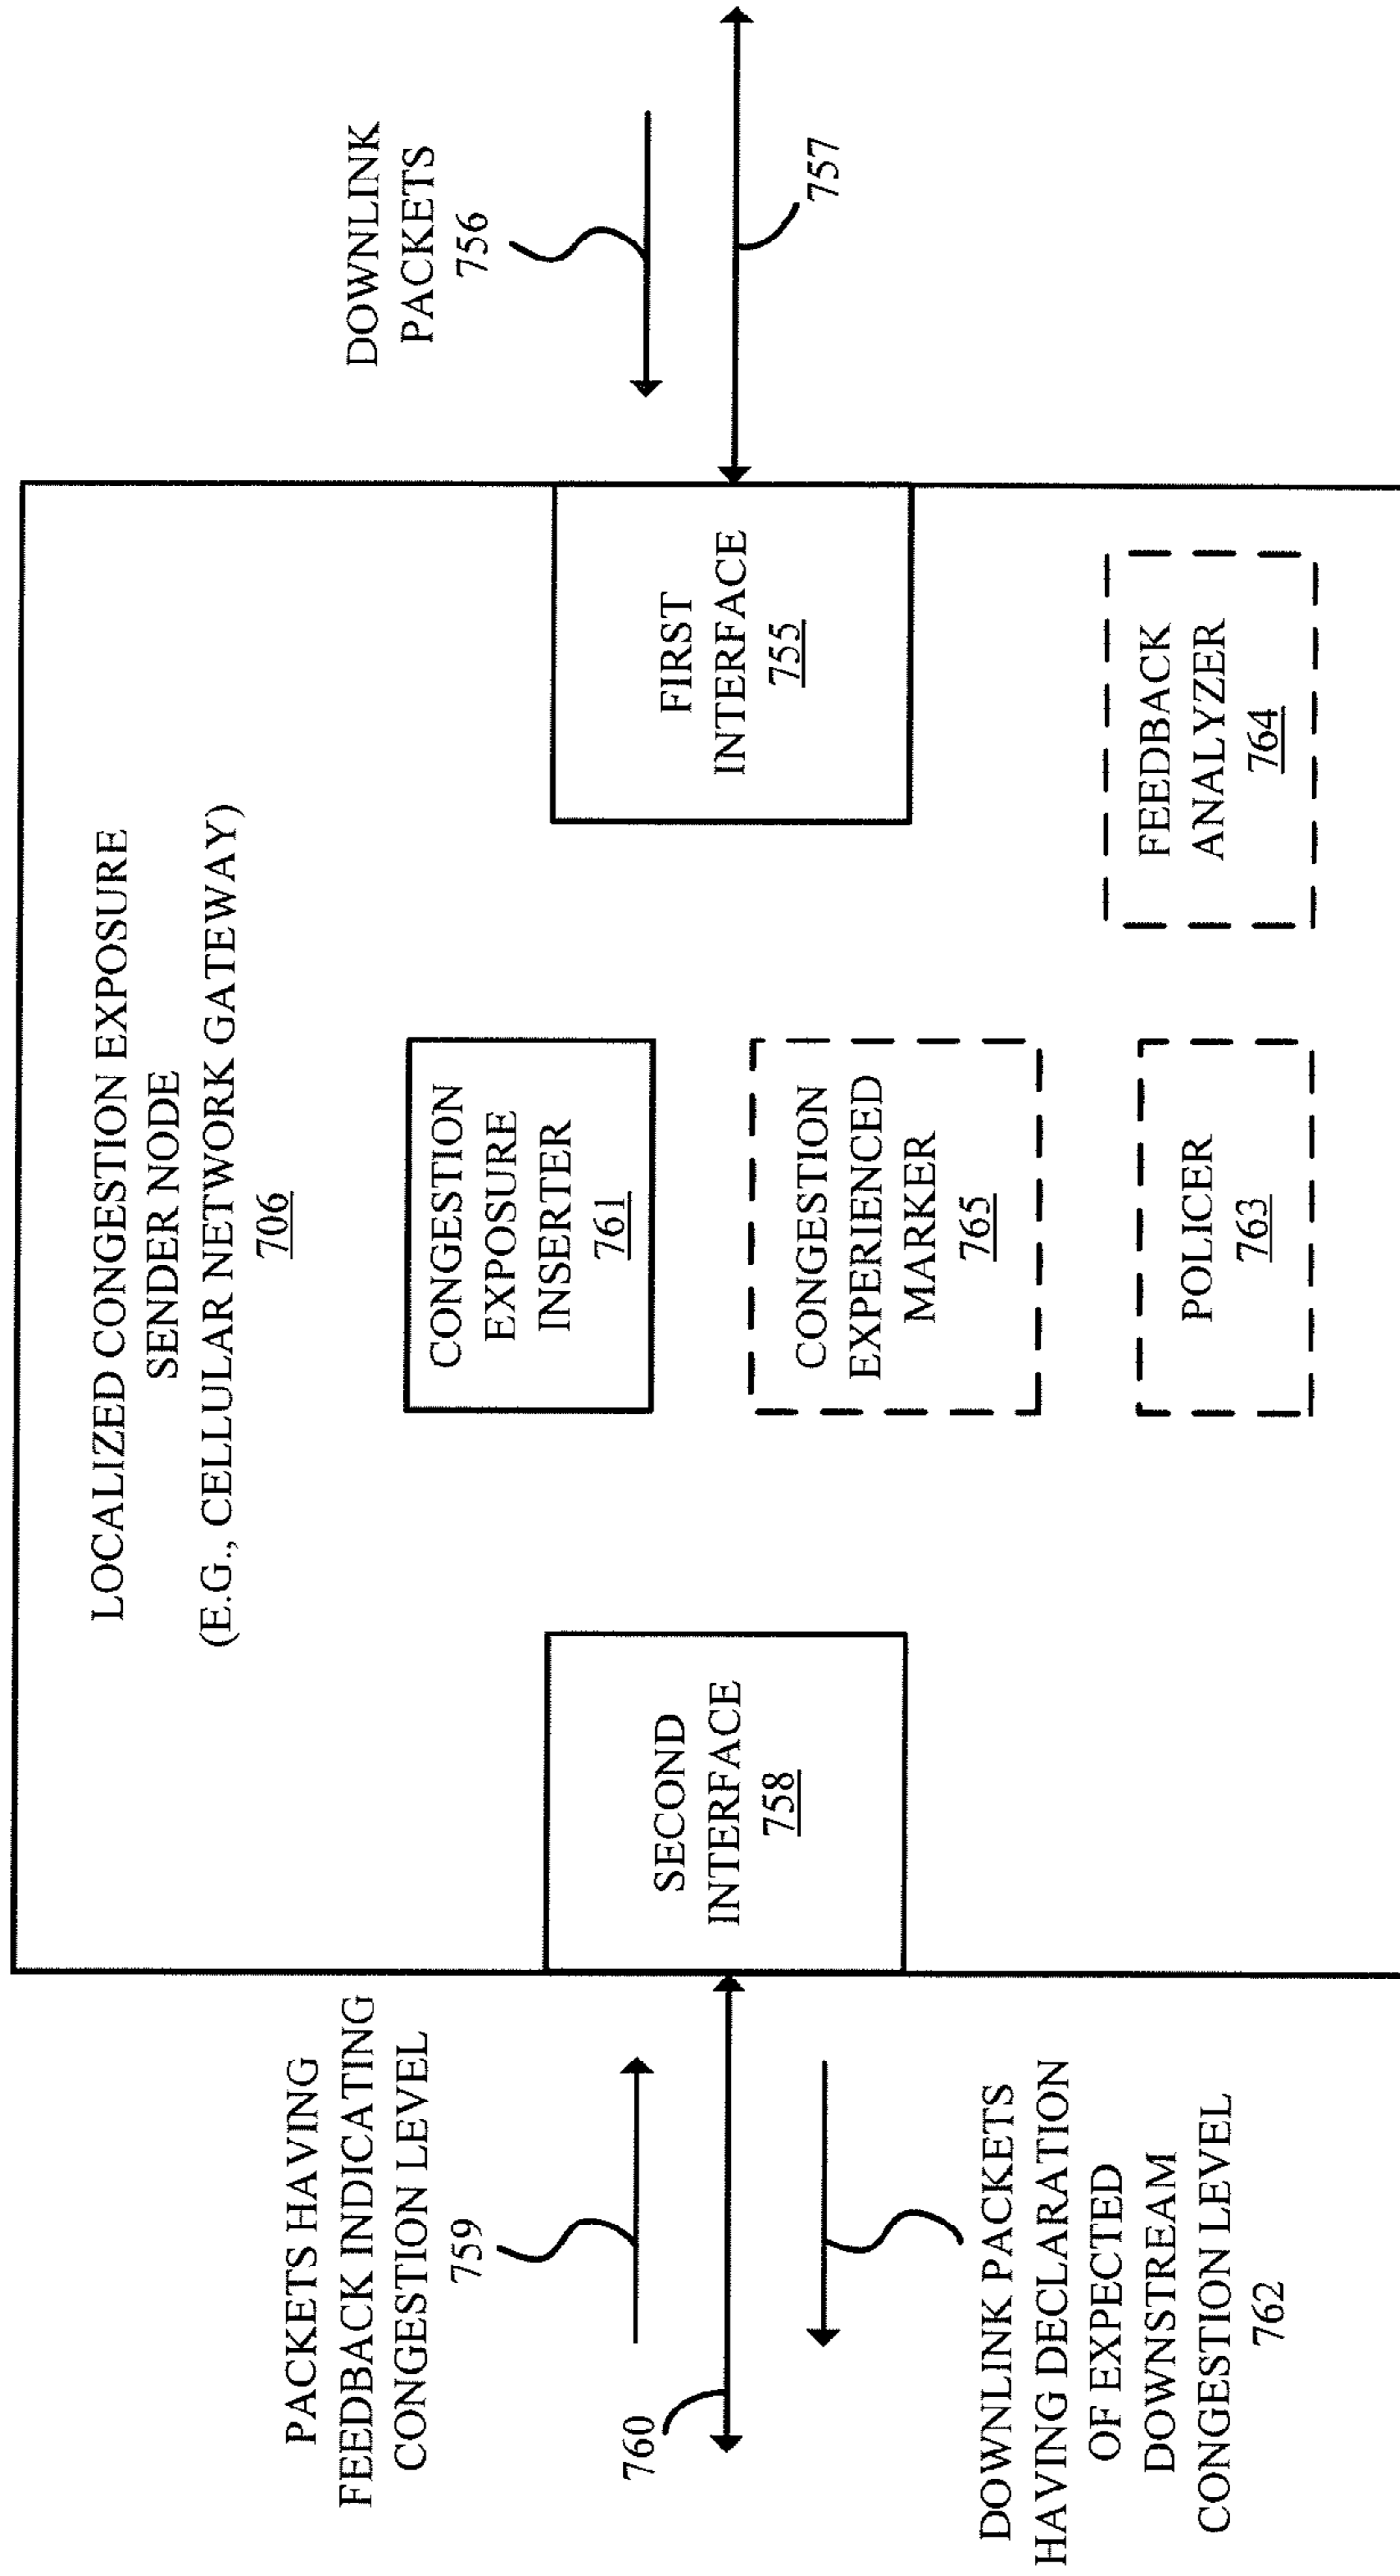 LOCALIZED CONGESTION EXPOSURE
SENDER NODE
(E.G., CELLULAR NETWORK GATEWAY)
706
PACKETS HAVING
FEEDBACK INDICATING
CONGESTION LEVEL
759
760
DOWNLINK PACKETS
HAVING DECLARATION
OF EXPECTED
DOWNSTREAM
CONGESTION LEVEL
762
SECOND
INTERFACE
758
CONGESTION
EXPOSURE
INSERTER
761
CONGESTION
EXPERIENCED
MARKER
765
POLICER
763
FIRST
INTERFACE
755
FEEDBACK
ANALYZER
764
DOWNLINK
PACKETS
756
757